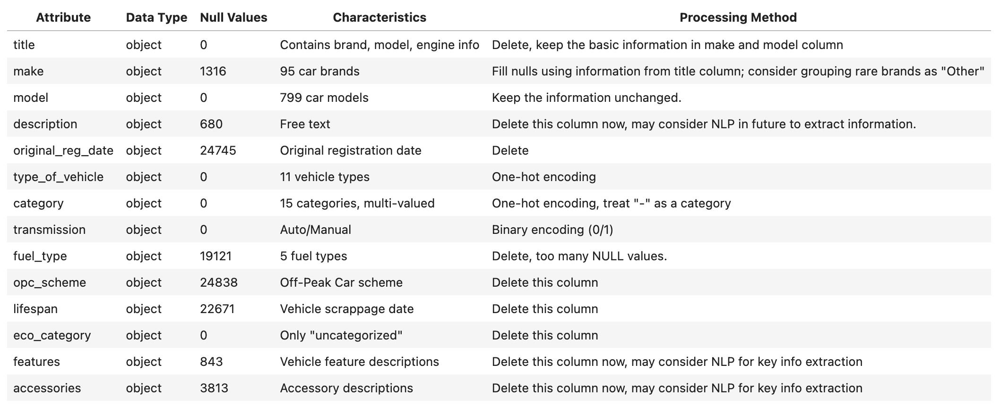 Attribute Data Type Null Values Characteristics Processing Method
title object 0 Contains brand, model, engine info Delete, keep the basic information in make and model column
make object 1316 95 car brands Fill nulls using information from title column; consider grouping rare brands as "Other"
model object 0 799 car models Keep the information unchanged.
description object 680 Free text Delete this column now, may consider NLP in future to extract information.
original_reg_date object 24745 Original registration date Delete
type_of_vehicle object 0 11 vehicle types One-hot encoding
category object 0 15 categories, multi-valued One-hot encoding, treat "-" as a category
transmission object 0 Auto/Manual Binary encoding (0/1)
fuel_type object 19121 5 fuel types Delete, too many NULL values.
opc_scheme object 24838 Off-Peak Car scheme Delete this column
lifespan object 22671 Vehicle scrappage date Delete this column
eco_category object 0 Only "uncategorized" Delete this column
features object 843 Vehicle feature descriptions Delete this column now, may consider NLP for key info extraction
accessories object 3813 Accessory descriptions Delete this column now, may consider NLP for key info extraction